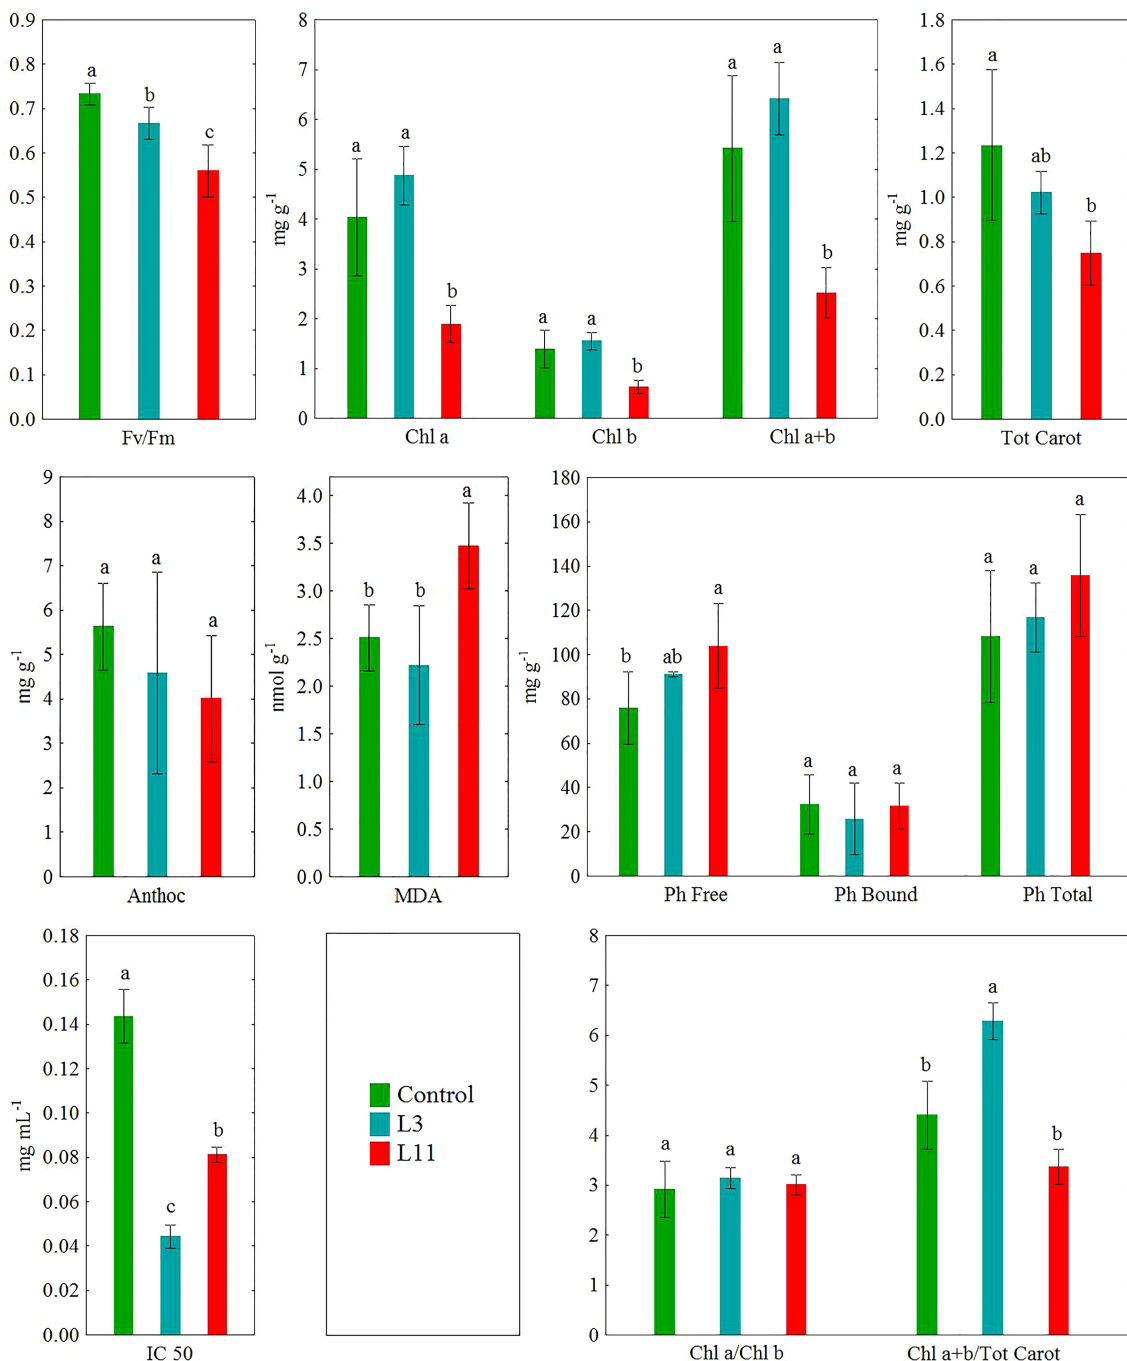 0.9
0.8
0.7
0.6
0.5
0.4
0.3
0.2
0.1
0.0
a
b
c
Fv/Fm
mg g-1
8
7
6
5
4
3
2
1
0
a
a
b
a
a
b
a
a
b
Chl a
Chl b
Chl a+b
mg g-1
1.8
1.6
1.4
1.2
1.0
0.8
0.6
0.4
0.2
0.0
a
ab
b
Tot Carot
mg g-1
9
8
7
6
5
4
3
2
1
0
a
a
a
Anthoc
nmol g-1
4.0
3.5
3.0
2.5
2.0
1.5
1.0
0.5
0.0
b
b
a
MDA
mg g-1
180
160
140
120
100
80
60
40
20
0
b
ab
a
a
a
a
a
a
a
Ph Free
Ph Bound
Ph Total
mg mL-1
0.18
0.16
0.14
0.12
0.10
0.08
0.06
0.04
0.02
0.00
a
c
b
IC 50
Control
L3
L11
8
7
6
5
4
3
2
1
0
a
a
a
b
a
b
Chl a/Chl b
Chl a+b/Tot Carot